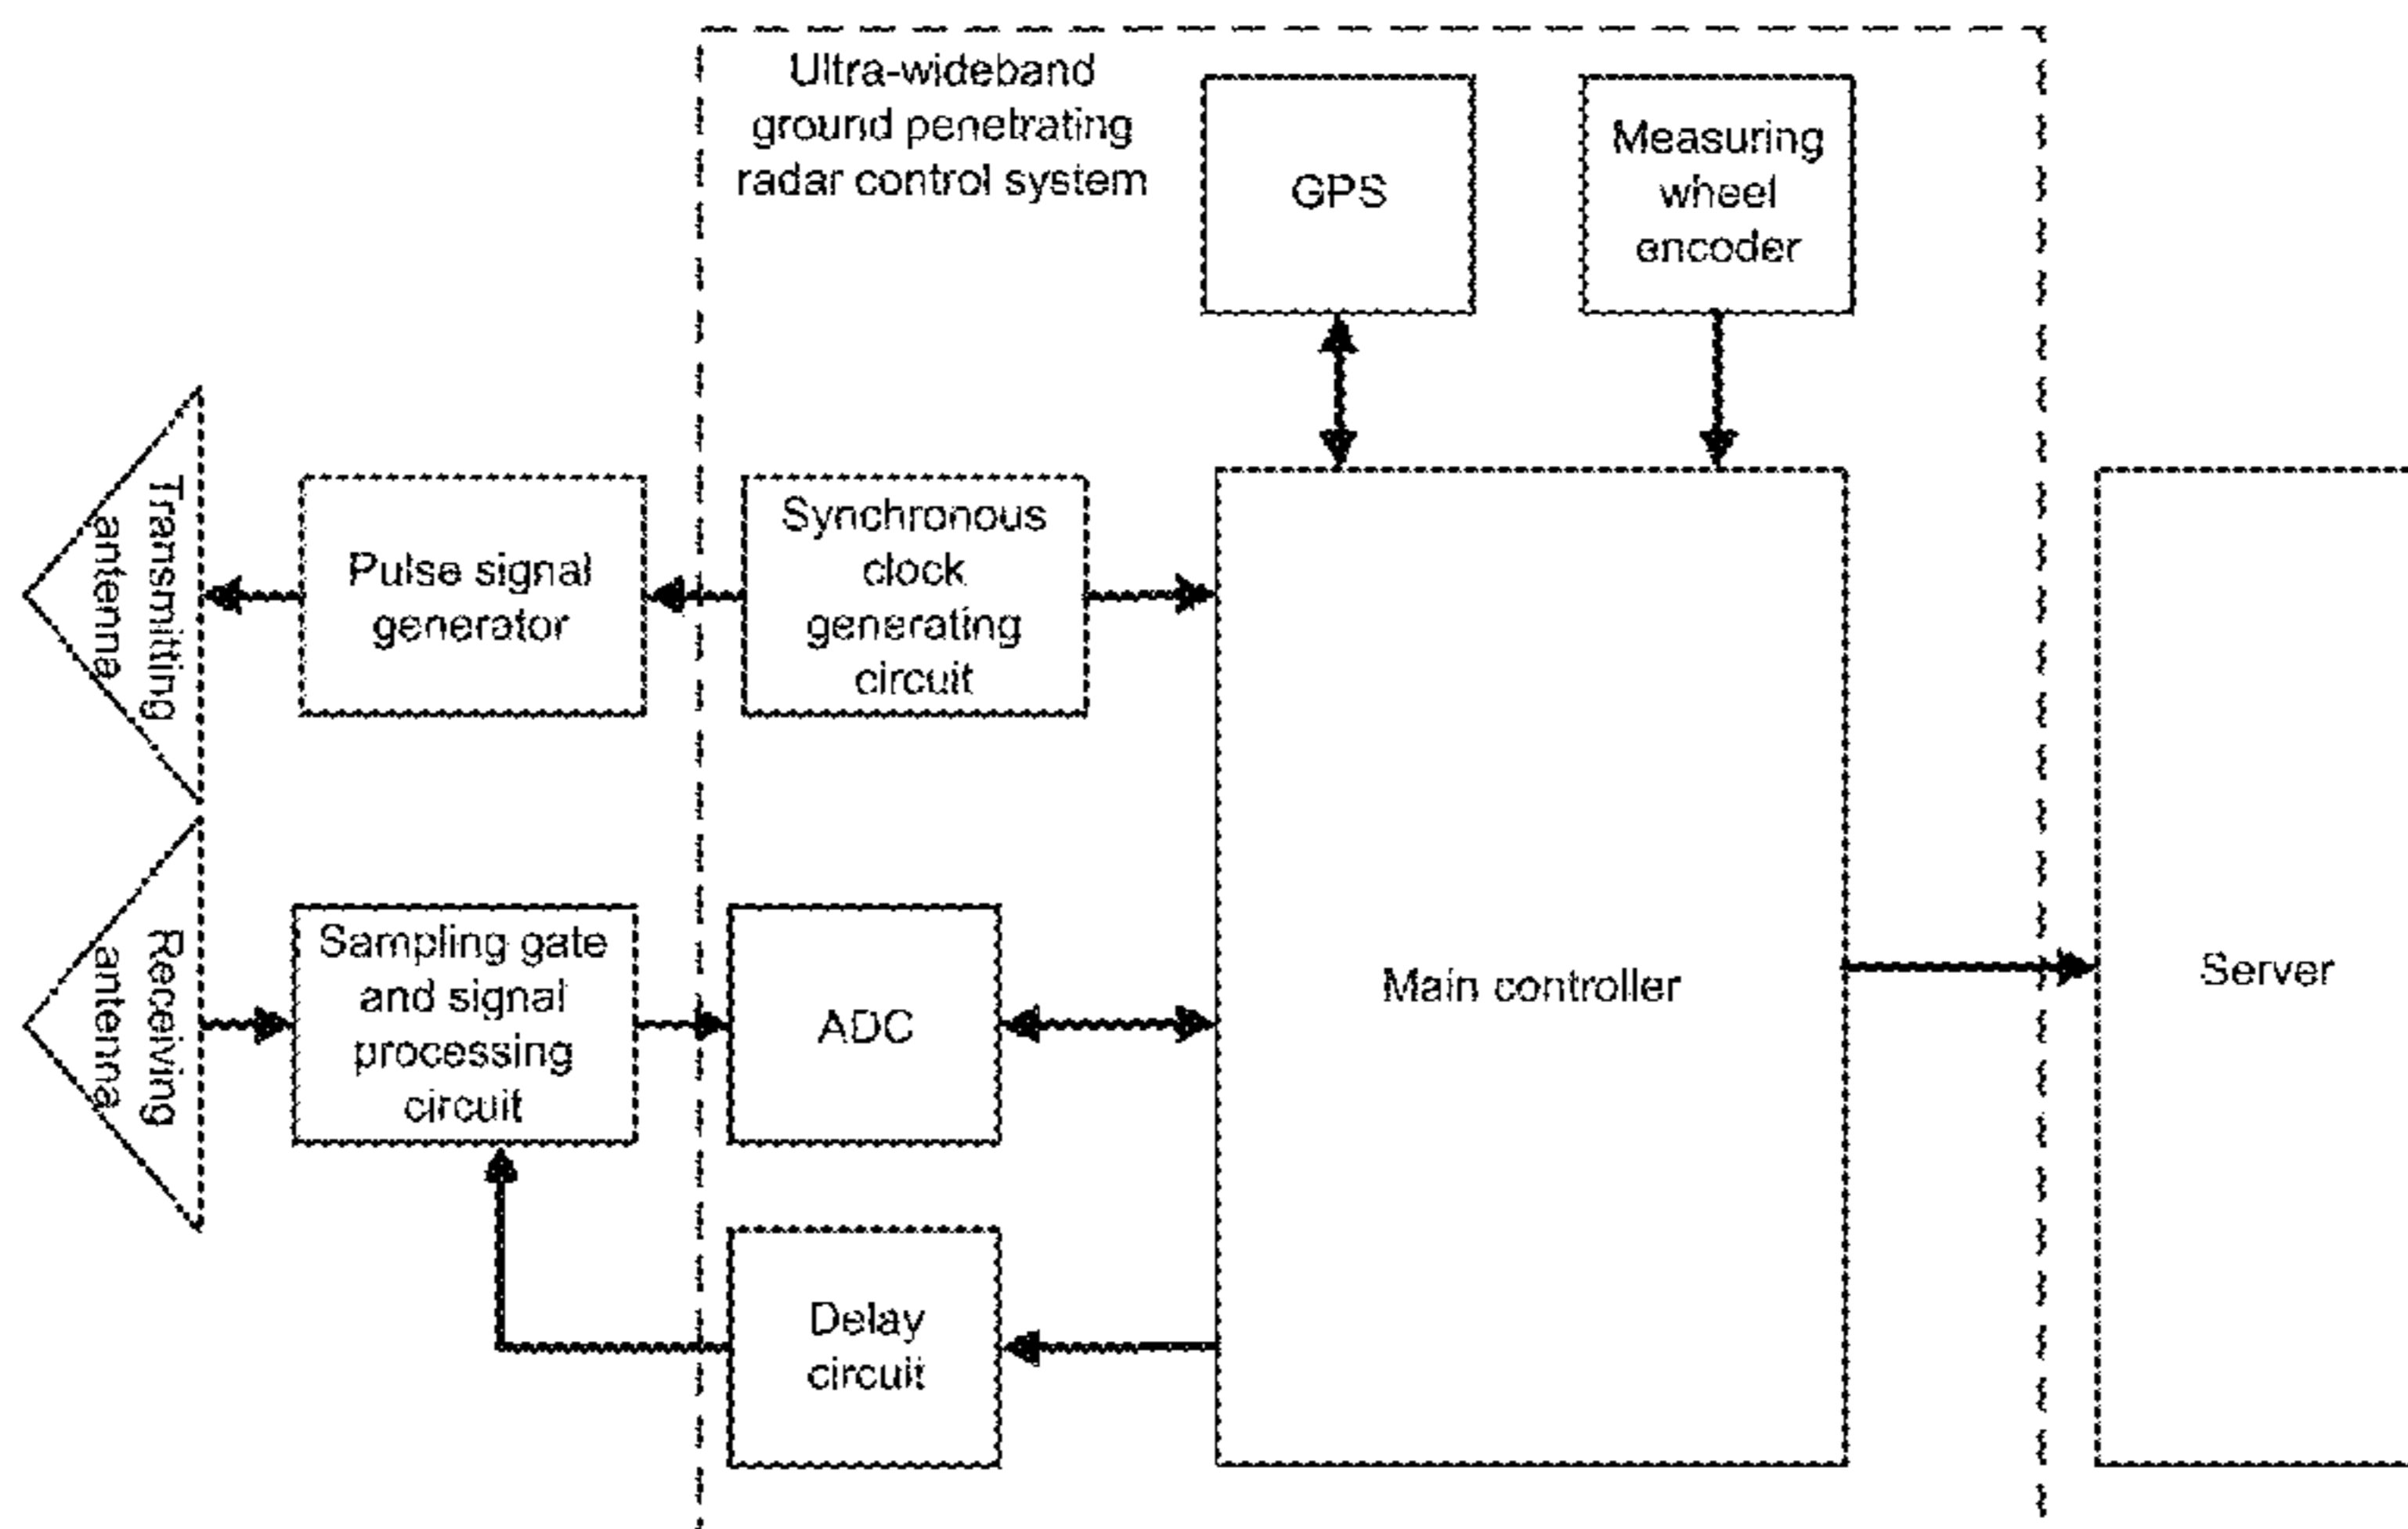 Ultra-wideband
ground penetrating
radar control system
GPS
Measuring
wheel
encoder
Transmitting
antenna
Pulse signal
generator
Synchronous
clock
generating
circuit
Receiving
antenna
Sampling gate
and signal
processing
circuit
ADC
Main controller
Server
Delay
circuit